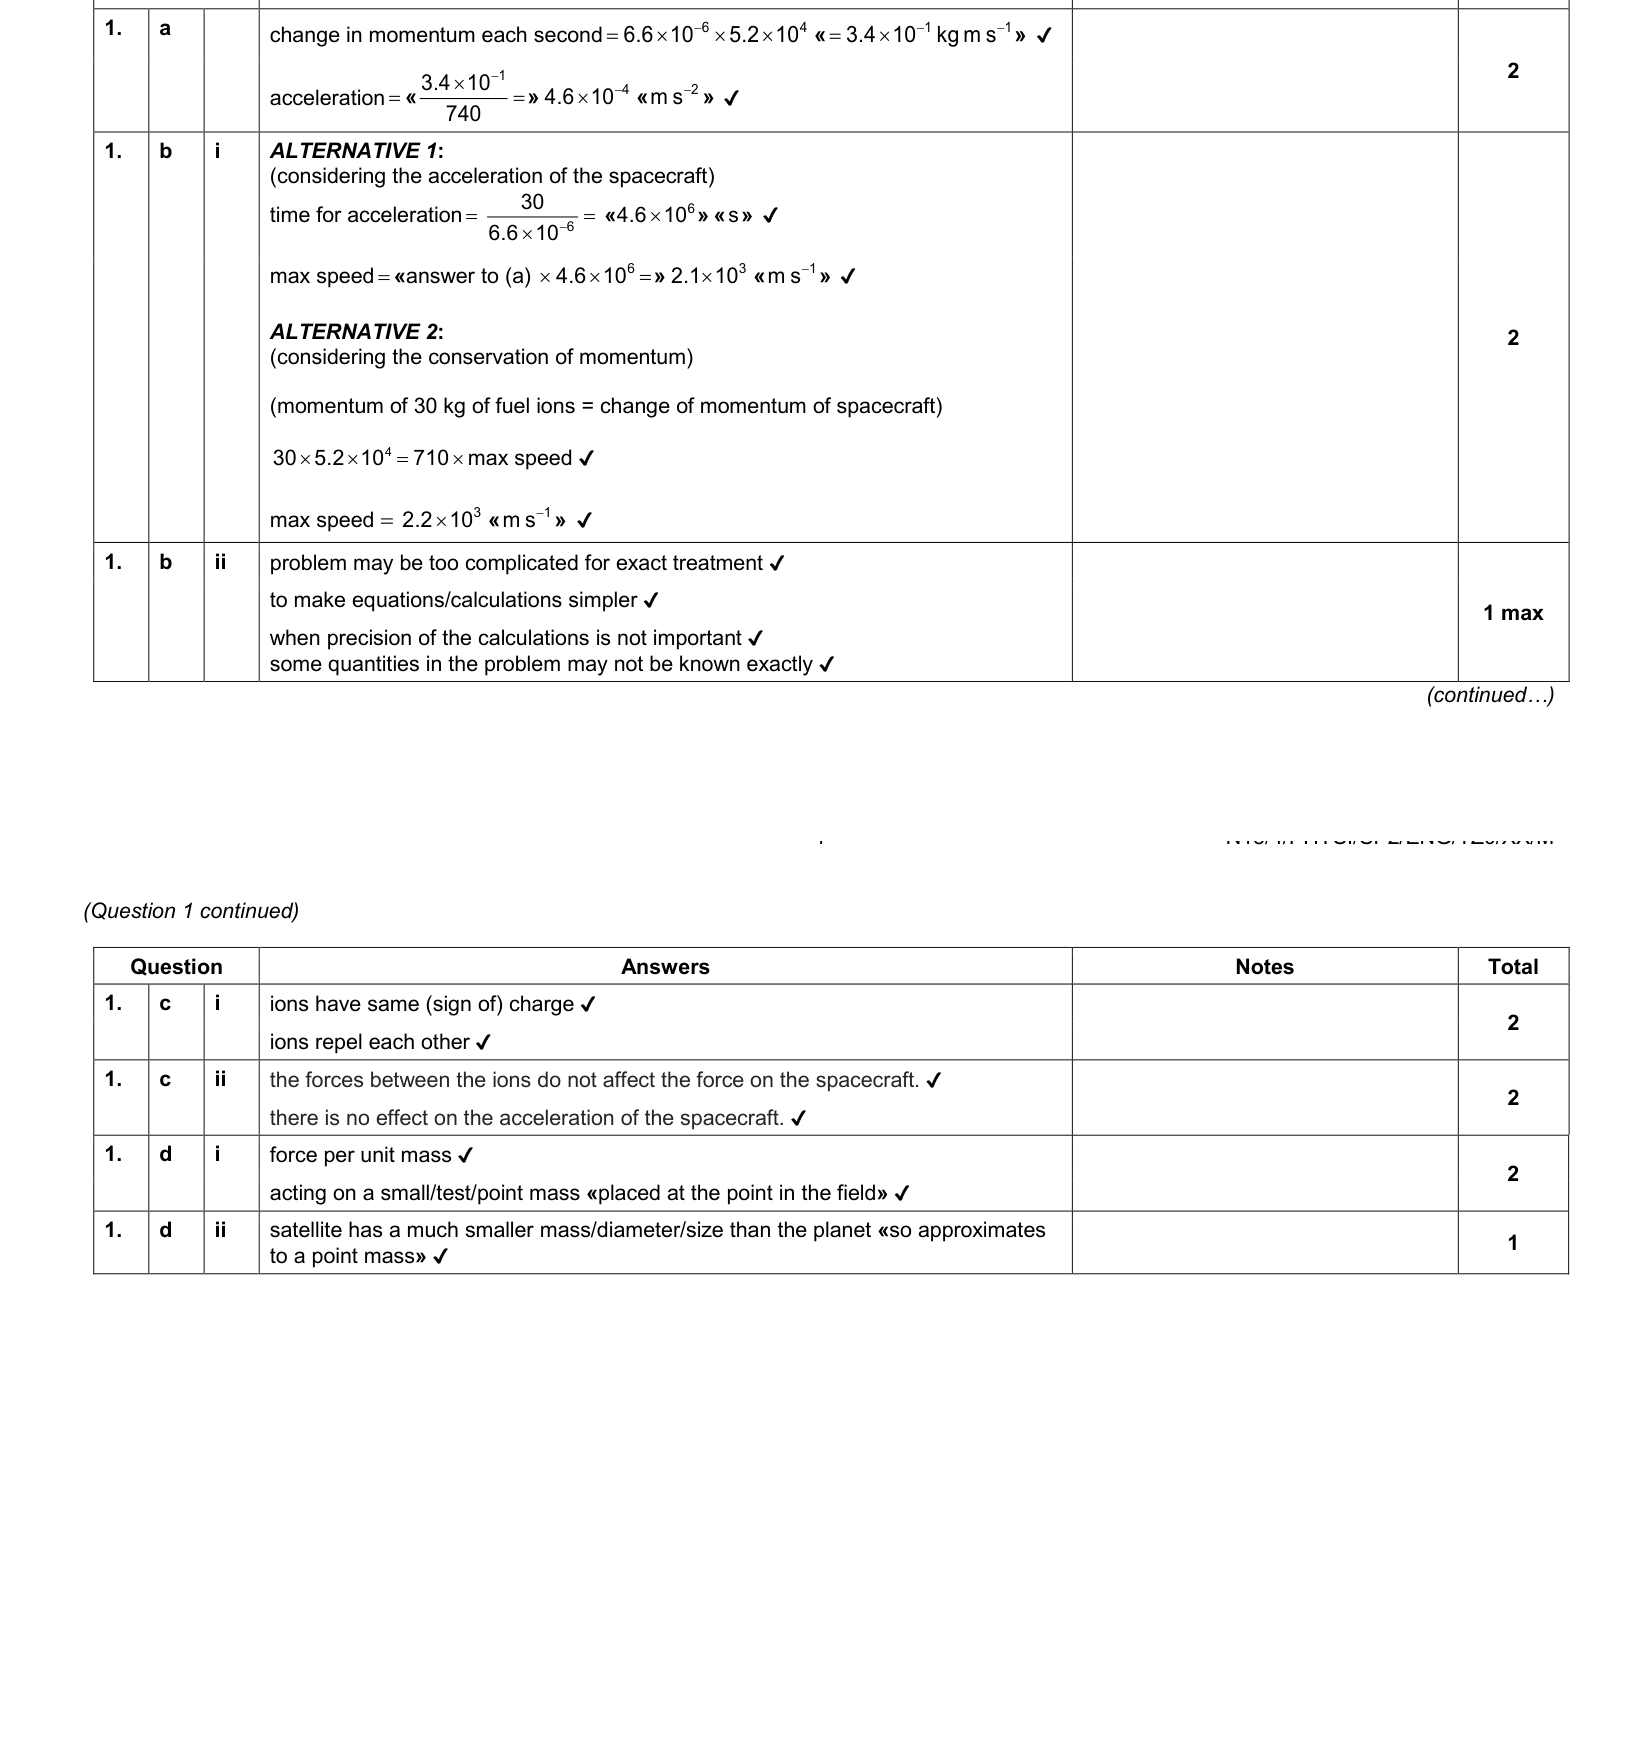 1. a change in momentum each second = 6.6×10⁻⁶ ×5.2×10⁴ «= 3.4×10⁻¹ kg m s⁻¹» ✓
acceleration = «3.4×10⁻¹/740 =» 4.6×10⁻⁴ «m s⁻²» ✓
2
1. b i ALTERNATIVE 1:
(considering the acceleration of the spacecraft)
time for acceleration = 30/6.6×10⁻⁶ = «4.6×10⁶» «s» ✓
max speed = «answer to (a) × 4.6×10⁶ =» 2.1×10³ «m s⁻¹» ✓
ALTERNATIVE 2:
(considering the conservation of momentum)
(momentum of 30 kg of fuel ions = change of momentum of spacecraft)
30×5.2×10⁴ = 710× max speed ✓
max speed = 2.2×10³ «m s⁻¹» ✓
2
1. b ii problem may be too complicated for exact treatment ✓
to make equations/calculations simpler ✓
when precision of the calculations is not important ✓
some quantities in the problem may not be known exactly ✓
1 max
(continued…)
(Question 1 continued)
Question Answers Notes Total
1. c i ions have same (sign of) charge ✓
ions repel each other ✓
2
1. c ii the forces between the ions do not affect the force on the spacecraft. ✓
there is no effect on the acceleration of the spacecraft. ✓
2
1. d i force per unit mass ✓
acting on a small/test/point mass «placed at the point in the field» ✓
2
1. d ii satellite has a much smaller mass/diameter/size than the planet «so approximates
to a point mass» ✓
1